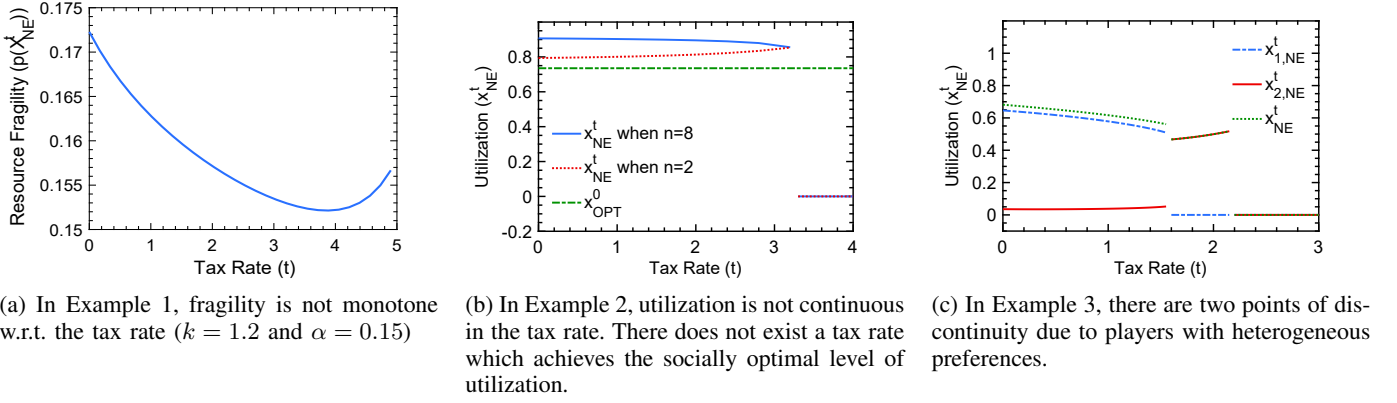 0.175
0.17
0.165
0.16
0.155
0.15
Resource Fragility (p(x^t_NE))
0 1 2 3 4 5
Tax Rate (t)
(a) In Example 1, fragility is not monotone
w.r.t. the tax rate (k = 1.2 and α = 0.15)
0.8
0.6
0.4
0.2
0
-0.2
Utilization (x^t_NE)
x^t_NE when n=8
x^t_NE when n=2
x^0_OPT
0 1 2 3 4
Tax Rate (t)
(b) In Example 2, utilization is not continuous
in the tax rate. There does not exist a tax rate
which achieves the socially optimal level of
utilization.
1
0.8
0.6
0.4
0.2
0
Utilization (x^t_NE)
x^t_1,NE
x^t_2,NE
x^t_NE
0 1 2 3
Tax Rate (t)
(c) In Example 3, there are two points of dis-
continuity due to players with heterogeneous
preferences.